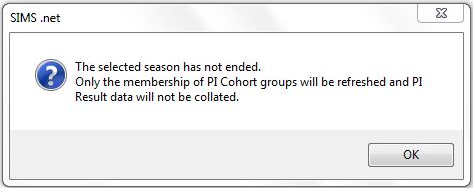 SIMS .net
The selected season has not ended.
Only the membership of PI Cohort groups will be refreshed and PI
Result data will not be collated.
OK